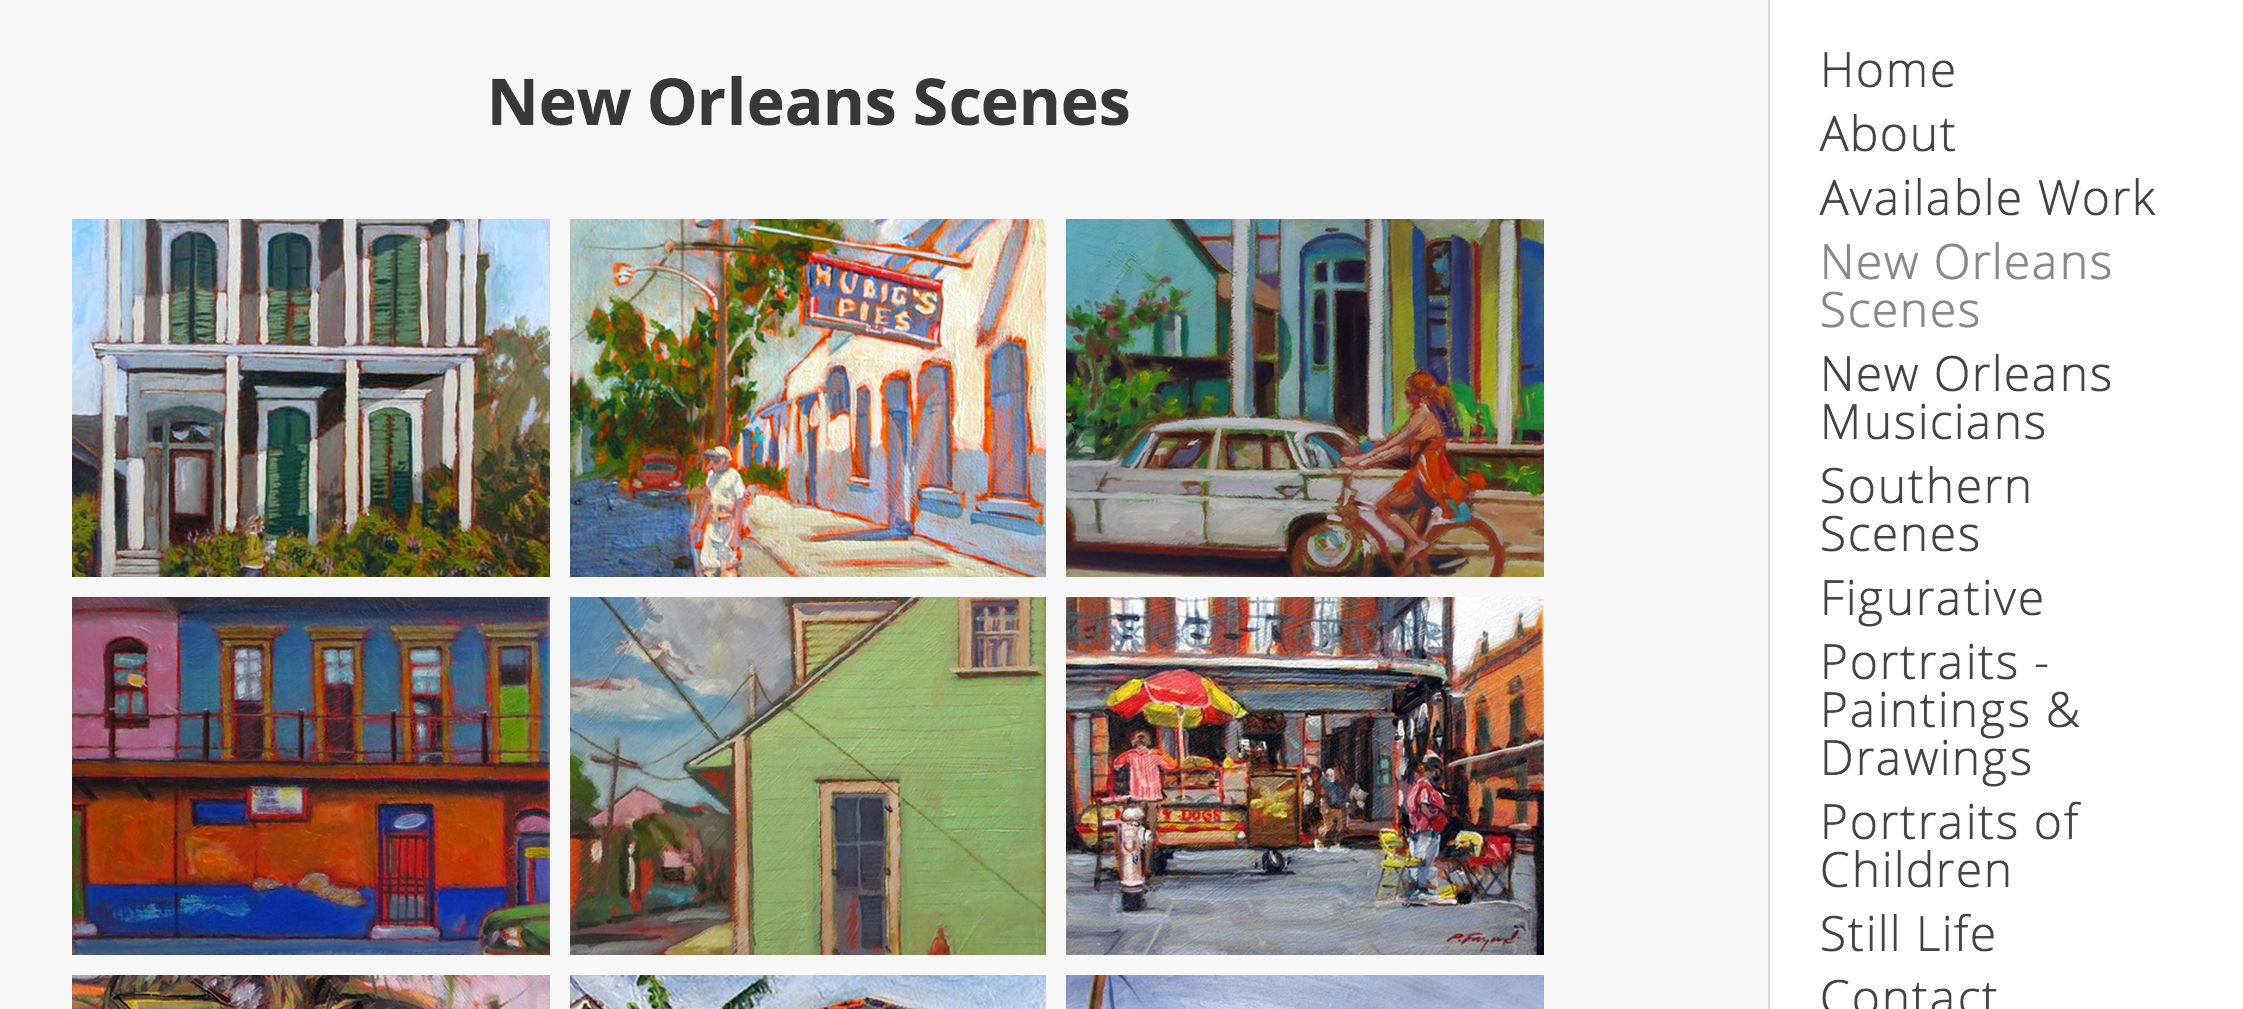 New Orleans Scenes
HUBIG'S
PIES
Y DOGS
Home
About
Available Work
New Orleans
Scenes
New Orleans
Musicians
Southern
Scenes
Figurative
Portraits -
Paintings &
Drawings
Portraits of
Children
Still Life
Contact